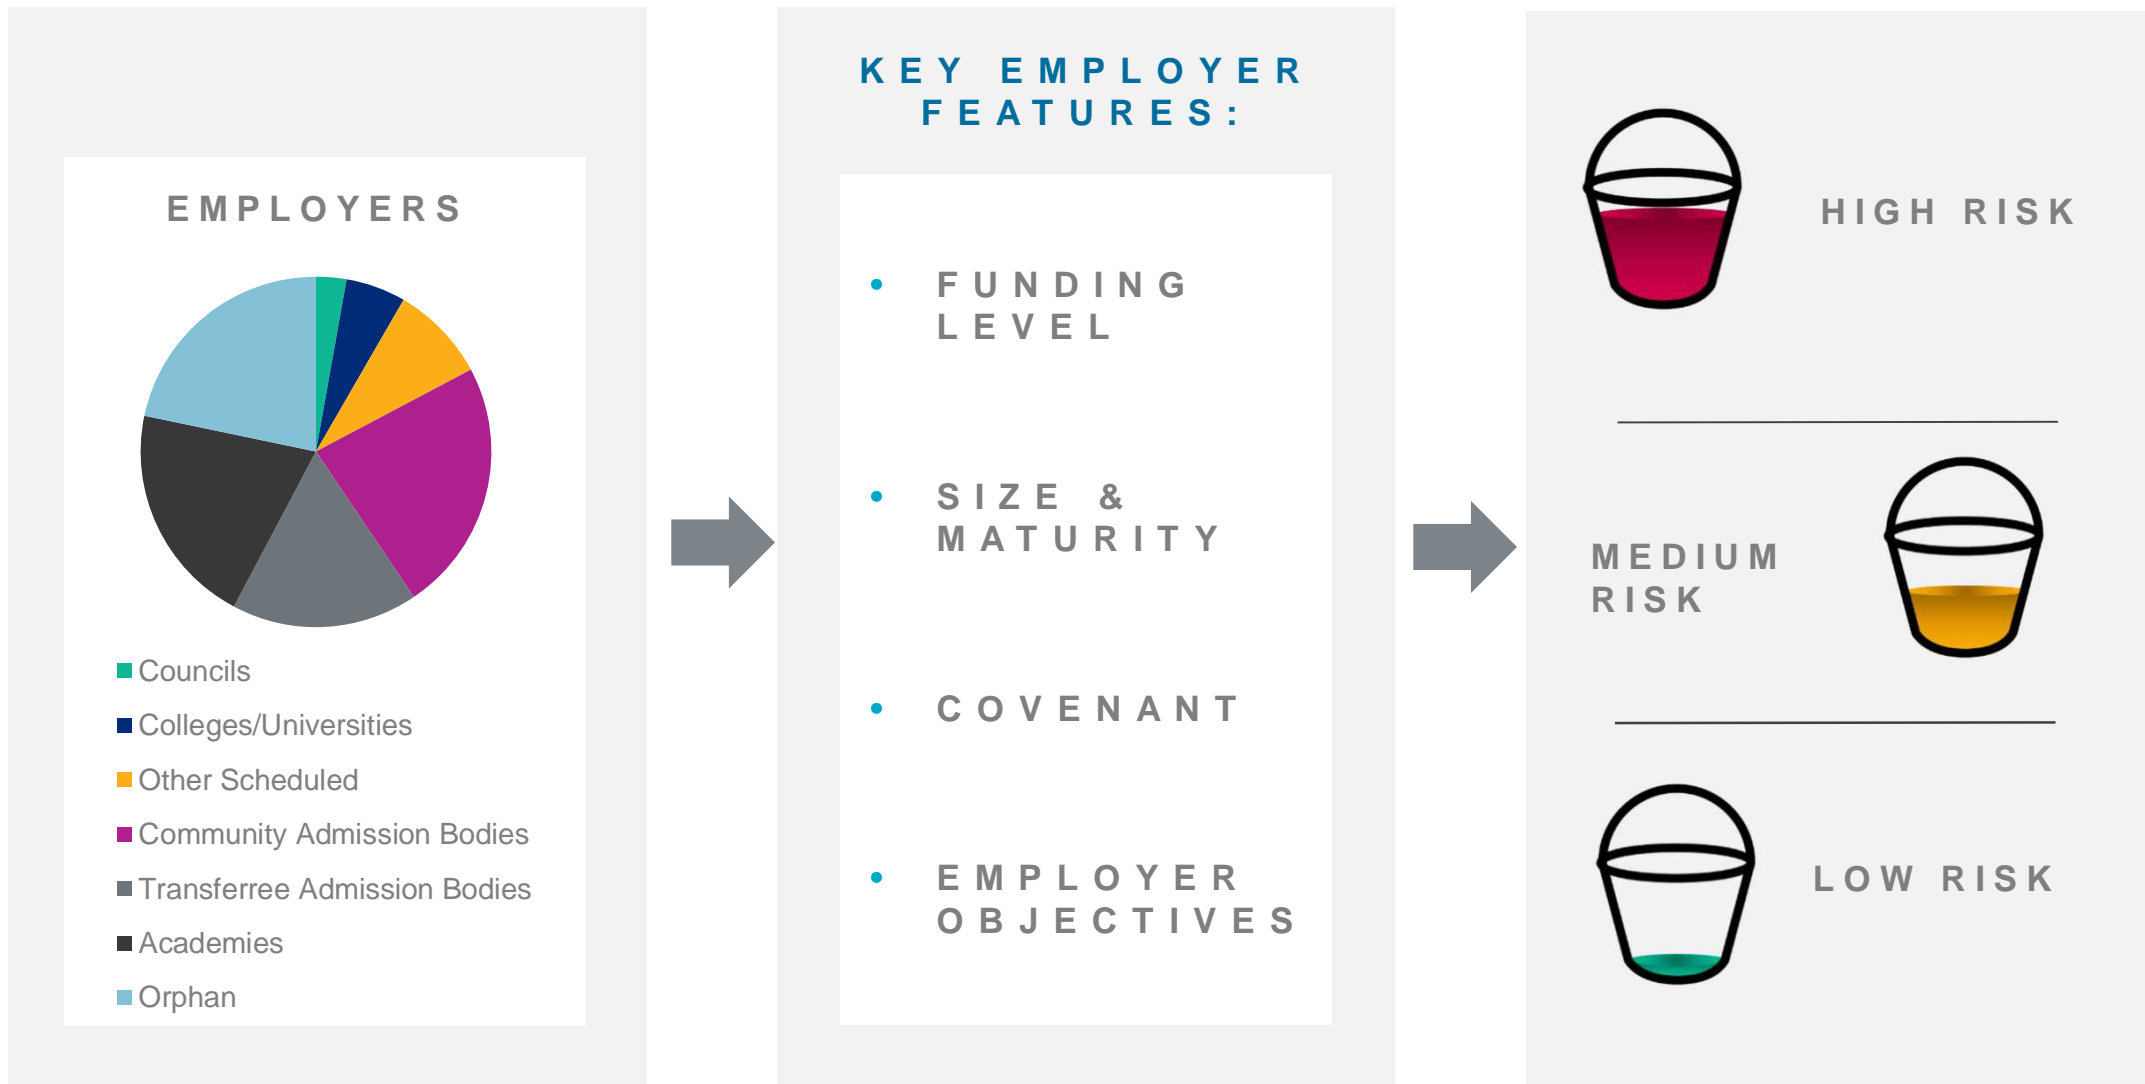 EMPLOYERS
Councils
Colleges/Universities
Other Scheduled
Community Admission Bodies
Transferree Admission Bodies
Academies
Orphan
KEY EMPLOYER
FEATURES:
• FUNDING
LEVEL
• SIZE &
MATURITY
• COVENANT
• EMPLOYER
OBJECTIVES
HIGH RISK
MEDIUM
RISK
LOW RISK